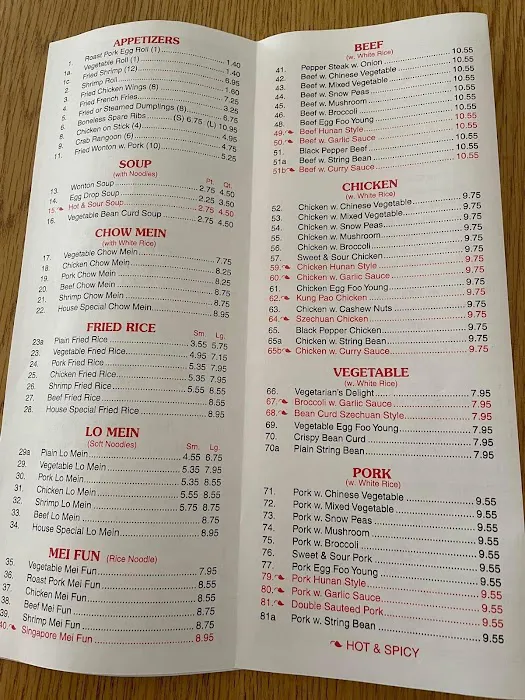 APPETIZERS
1. Roast Pork Egg Roll (1) 1.40
1a. Vegetable Roll (1) 1.40
Fried Shrimp (12) 6.95
Shrimp Roll 1.60
Fried Chicken Wings (8) 7.25
Fried French Fries 3.25
Fried or Steamed Dumplings (8) 6.75
Boneless Spare Ribs (S) 6.75 (L) 10.95
Chicken on Stick (4) 4.95
9. Crab Rangoon (6) 4.75
11. Fried Wonton w. Pork (10) 5.25
SOUP
(with Noodles)
Pt. Qt.
13. Wonton Soup 2.75 4.50
14. Egg Drop Soup 2.25 3.50
15. Hot & Sour Soup 2.75 4.50
16. Vegetable Bean Curd Soup 2.75 4.50
CHOW MEIN
(with White Rice)
17. Vegetable Chow Mein 7.75
18. Chicken Chow Mein 8.25
19. Pork Chow Mein 8.25
20. Beef Chow Mein 8.75
21. Shrimp Chow Mein 8.75
22. House Special Chow Mein 8.95
FRIED RICE
Sm. Lg.
23a Plain Fried Rice 3.55 5.75
23. Vegetable Fried Rice 4.95 7.15
24. Pork Fried Rice 5.35 7.95
25. Chicken Fried Rice 5.35 7.95
26. Shrimp Fried Rice 5.55 8.55
27. Beef Fried Rice 8.55
28. House Special Fried Rice 8.95
LO MEIN
(Soft Noodles)
Sm. Lg.
29a Plain Lo Mein 4.55 6.75
29. Vegetable Lo Mein 5.35 7.95
30. Pork Lo Mein 5.35 8.55
31. Chicken Lo Mein 5.55 8.55
32. Shrimp Lo Mein 5.75 8.75
33. Beef Lo Mein 8.75
34. House Special Lo Mein 8.95
MEI FUN (Rice Noodle)
35. Vegetable Mei Fun 7.95
36. Roast Pork Mei Fun 8.55
37. Chicken Mei Fun 8.55
38. Beef Mei Fun 8.75
39. Shrimp Mei Fun 8.75
40. Singapore Mei Fun 8.95
BEEF
(w. White Rice)
41. Pepper Steak w. Onion 10.55
42. Beef w. Chinese Vegetable 10.55
43. Beef w. Mixed Vegetable 10.55
44. Beef w. Snow Peas 10.55
45. Beef w. Mushroom 10.55
46. Beef w. Broccoli 10.55
48. Beef Egg Foo Young 10.55
49. Beef Hunan Style 10.55
50. Beef w. Garlic Sauce 10.55
51. Black Pepper Beef 10.55
51a Beef w. String Bean 10.55
51b Beef w. Curry Sauce 10.55
CHICKEN
(w. White Rice)
52. Chicken w. Chinese Vegetable 9.75
53. Chicken w. Mixed Vegetable 9.75
54. Chicken w. Snow Peas 9.75
55. Chicken w. Mushroom 9.75
56. Chicken w. Broccoli 9.75
57. Sweet & Sour Chicken 9.75
59. Chicken Hunan Style 9.75
60. Chicken w. Garlic Sauce 9.75
61. Chicken Egg Foo Young 9.75
62. Kung Pao Chicken 9.75
63. Chicken w. Cashew Nuts 9.75
64. Szechuan Chicken 9.75
65. Black Pepper Chicken 9.75
65a Chicken w. String Bean 9.75
65b Chicken w. Curry Sauce 9.75
VEGETABLE
(w. White Rice)
66. Vegetarian's Delight 7.95
67. Broccoli w. Garlic Sauce 7.95
68. Bean Curd Szechuan Style 7.95
69. Vegetable Egg Foo Young 7.95
70. Crispy Bean Curd 7.95
70a Plain String Bean 7.95
PORK
(w. White Rice)
71. Pork w. Chinese Vegetable 9.55
72. Pork w. Mixed Vegetable 9.55
73. Pork w. Snow Peas 9.55
74. Pork w. Mushroom 9.55
75. Pork w. Broccoli 9.55
76. Sweet & Sour Pork 9.55
77. Pork Egg Foo Young 9.55
79. Pork Hunan Style 9.55
80. Pork w. Garlic Sauce 9.55
81. Double Sauteed Pork 9.55
81a Pork w. String Bean 9.55
HOT & SPICY